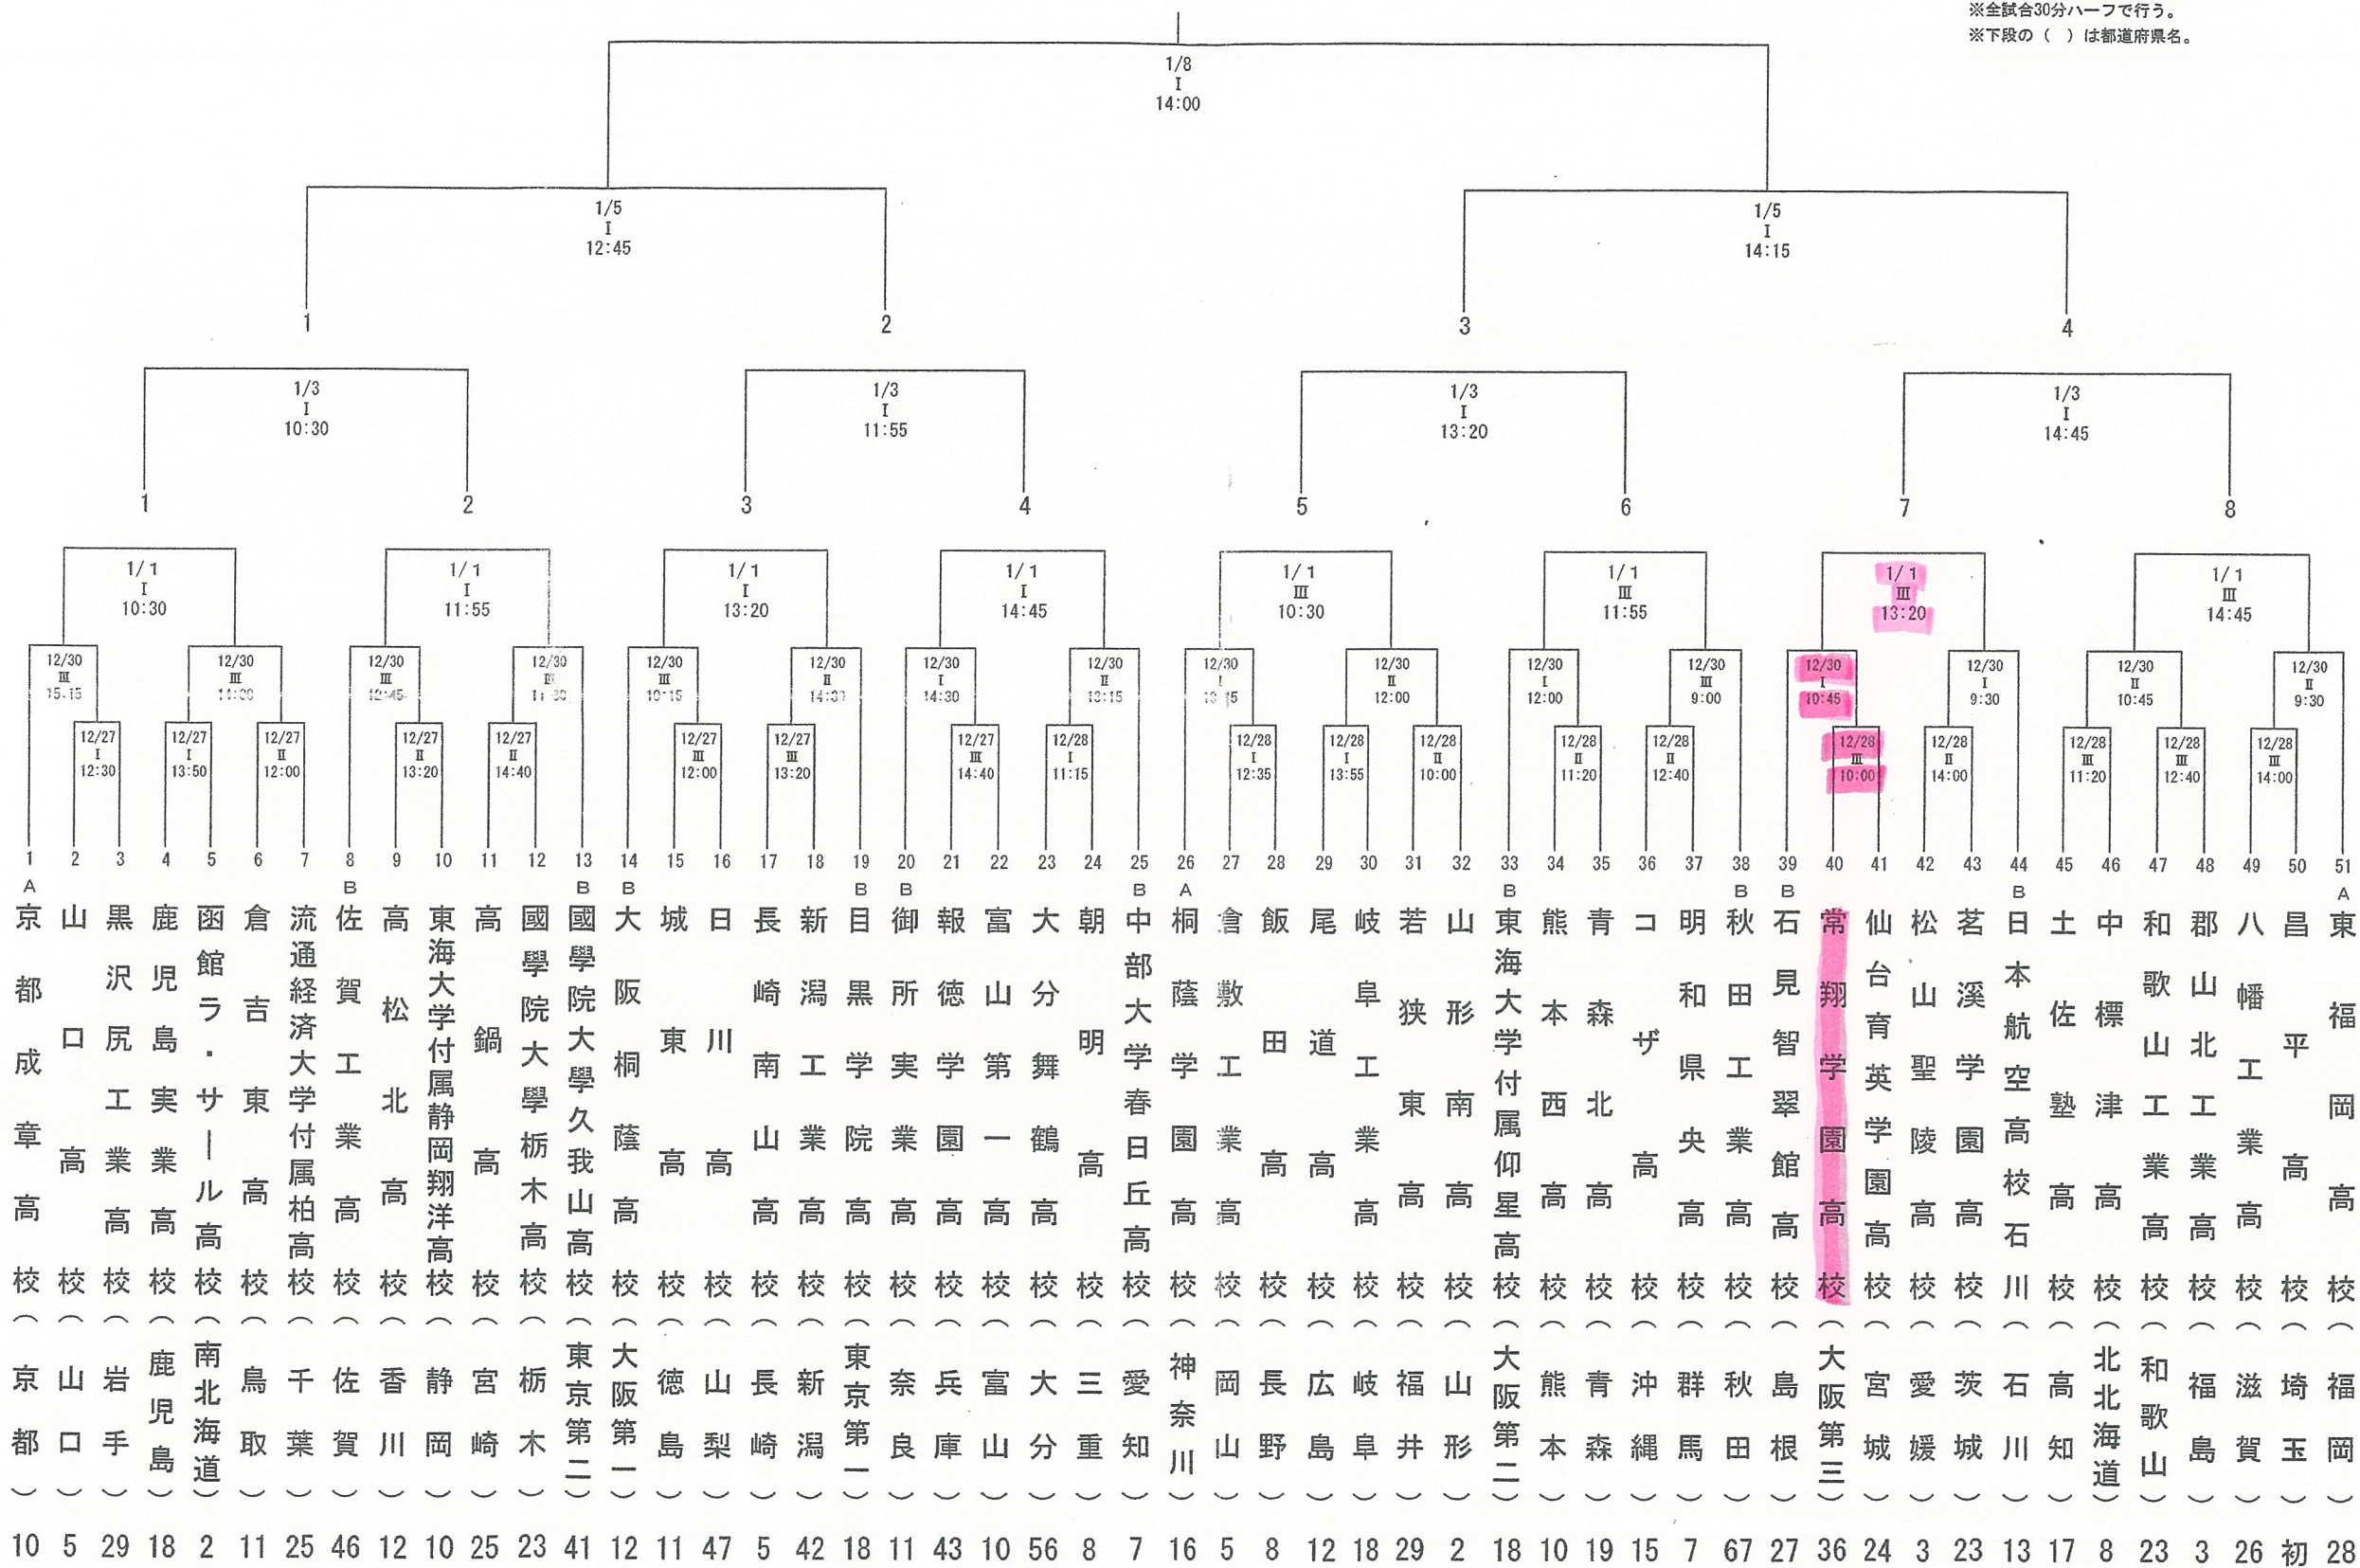 ※全試合30分ハーフで行う。
※下段の（　）は都道府県名。
1/8
Ⅰ
14:00
1/5
Ⅰ
12:45
1/5
Ⅰ
14:15
1
2
3
4
1/3
Ⅰ
10:30
1/3
Ⅰ
11:55
1/3
Ⅰ
13:20
1/3
Ⅰ
14:45
1
2
3
4
5
6
7
8
1/1
Ⅰ
10:30
1/1
Ⅰ
11:55
1/1
Ⅰ
13:20
1/1
Ⅰ
14:45
1/1
Ⅲ
10:30
1/1
Ⅲ
11:55
1/1
Ⅲ
13:20
1/1
Ⅲ
14:45
12/30
Ⅲ
15:15
12/30
Ⅲ
12/30
Ⅲ
12:45
12/30
12/30
Ⅲ
10:15
12/30
Ⅱ
12/30
Ⅰ
14:30
12/30
Ⅱ
13:15
12/30
Ⅰ
12/30
Ⅱ
12:00
12/30
Ⅰ
12:00
12/30
Ⅲ
9:00
12/30
Ⅰ
10:45
12/30
Ⅰ
9:30
12/30
Ⅱ
10:45
12/30
Ⅱ
9:30
12/27
Ⅰ
12:30
12/27
Ⅰ
13:50
12/27
Ⅱ
12:00
12/27
Ⅱ
13:20
12/27
Ⅱ
14:40
12/27
Ⅲ
12:00
12/27
Ⅲ
13:20
12/27
Ⅲ
14:40
12/28
Ⅰ
11:15
12/28
Ⅰ
12:35
12/28
Ⅰ
13:55
12/28
Ⅱ
10:00
12/28
Ⅱ
11:20
12/28
Ⅱ
12:40
12/28
Ⅲ
10:00
12/28
Ⅱ
14:00
12/28
Ⅲ
11:20
12/28
Ⅲ
12:40
12/28
Ⅲ
14:00
1 A 京都成章高校（京都）10
2 山口高校（山口）5
3 黒沢尻工業高校（岩手）29
4 鹿児島実業高校（鹿児島）18
5 函館ラ・サール高校（南北海道）2
6 倉吉東高校（鳥取）11
7 流通経済大学付属柏高校（千葉）25
8 B 佐賀工業高校（佐賀）46
9 高松北高校（香川）12
10 東海大学付属静岡翔洋高校（静岡）10
11 高鍋高校（宮崎）25
12 國學院大學栃木高校（栃木）23
13 B 國學院大學久我山高校（東京第二）41
14 B 大阪桐蔭高校（大阪第一）12
15 城東高校（徳島）11
16 日川高校（山梨）47
17 長崎南山高校（長崎）5
18 新潟工業高校（新潟）42
19 B 目黒学院高校（東京第一）18
20 B 御所実業高校（奈良）11
21 報徳学園高校（兵庫）43
22 富山第一高校（富山）10
23 大分舞鶴高校（大分）56
24 朝明高校（三重）8
25 B 中部大学春日丘高校（愛知）7
26 A 桐蔭学園高校（神奈川）16
27 倉敷工業高校（岡山）5
28 飯田高校（長野）8
29 尾道高校（広島）12
30 岐阜工業高校（岐阜）18
31 若狭東高校（福井）29
32 山形南高校（山形）2
33 B 東海大学付属仰星高校（大阪第二）18
34 熊本西高校（熊本）10
35 青森北高校（青森）19
36 コザ高校（沖縄）15
37 明和県央高校（群馬）7
38 B 秋田工業高校（秋田）67
39 B 石見智翠館高校（島根）27
40 常翔学園高校（大阪第三）36
41 仙台育英学園高校（宮城）24
42 松山聖陵高校（愛媛）3
43 茗溪学園高校（茨城）23
44 B 日本航空高校石川（石川）13
45 土佐塾高校（高知）17
46 中標津高校（北北海道）8
47 和歌山工業高校（和歌山）23
48 郡山北工業高校（福島）3
49 八幡工業高校（滋賀）26
50 昌平高校（埼玉）初
51 A 東福岡高校（福岡）28